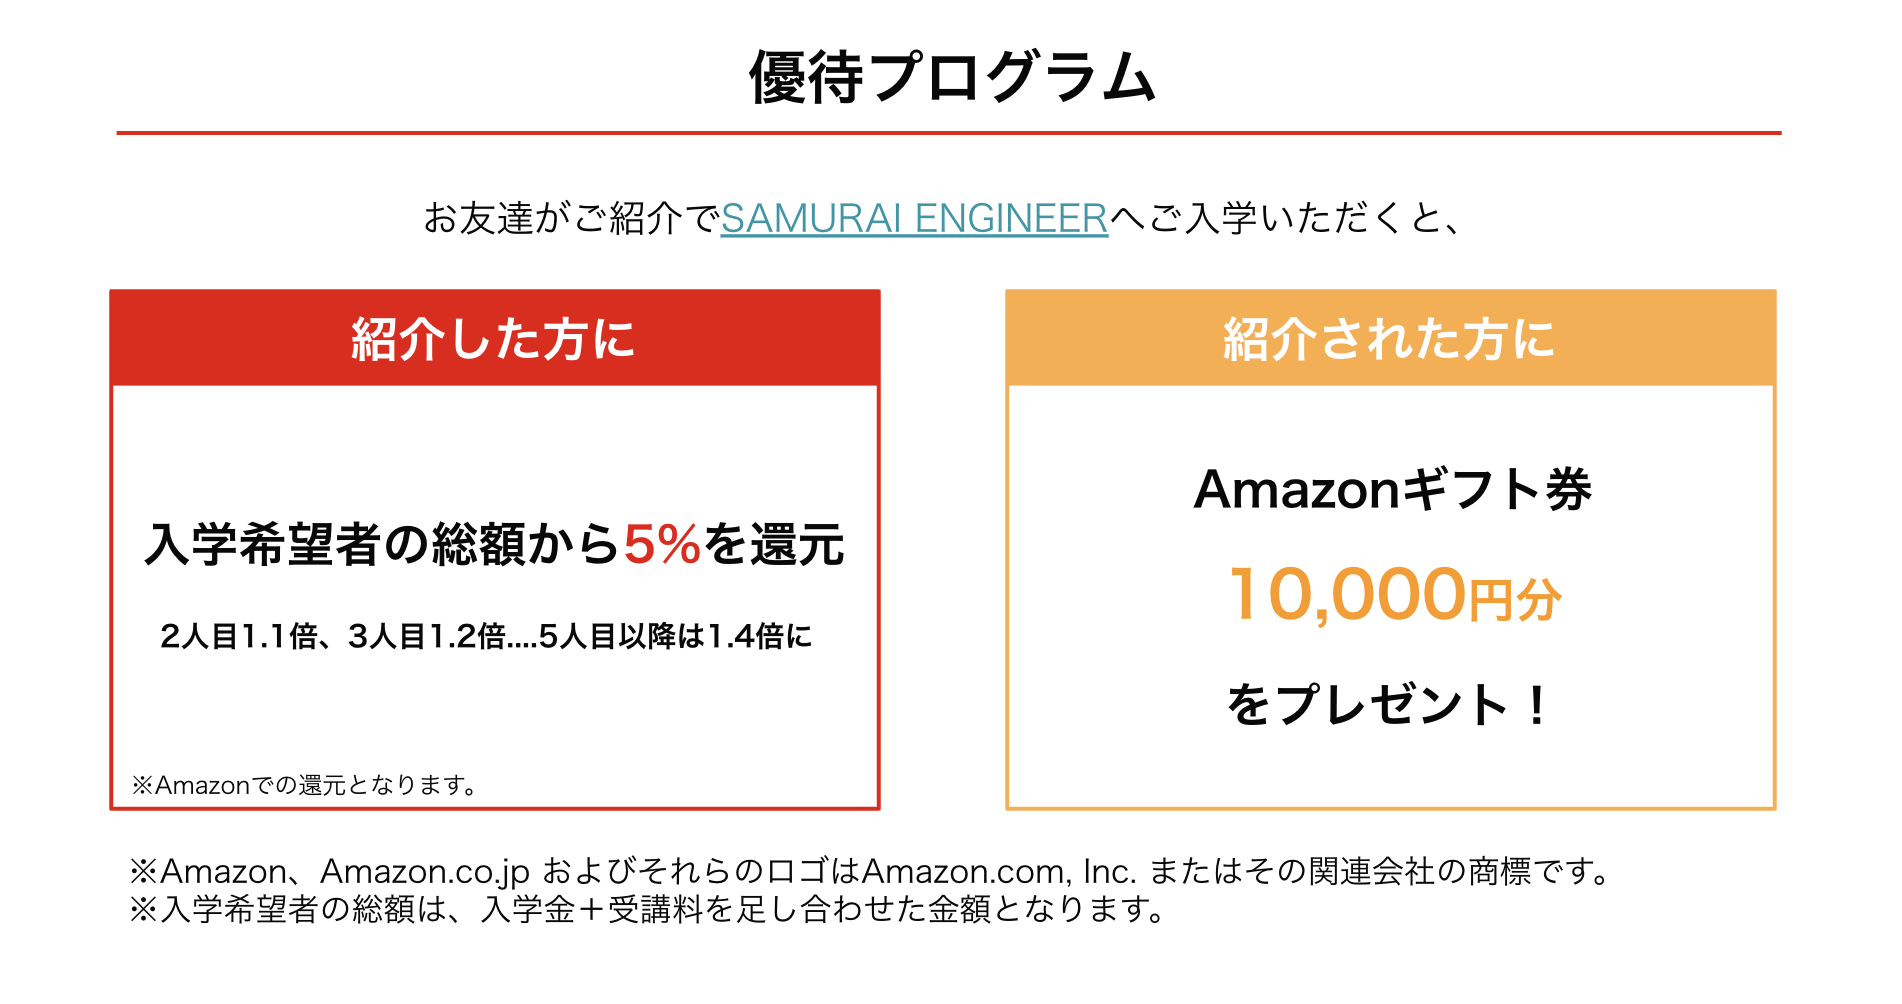 優待プログラム
お友達がご紹介でSAMURAI ENGINEERへご入学いただくと、
紹介した方に
入学希望者の総額から5%を還元
2人目1.1倍、3人目1.2倍....5人目以降は1.4倍に
※Amazonでの還元となります。
紹介された方に
Amazonギフト券
10,000円分
をプレゼント！
※Amazon、Amazon.co.jp およびそれらのロゴはAmazon.com, Inc. またはその関連会社の商標です。
※入学希望者の総額は、入学金＋受講料を足し合わせた金額となります。